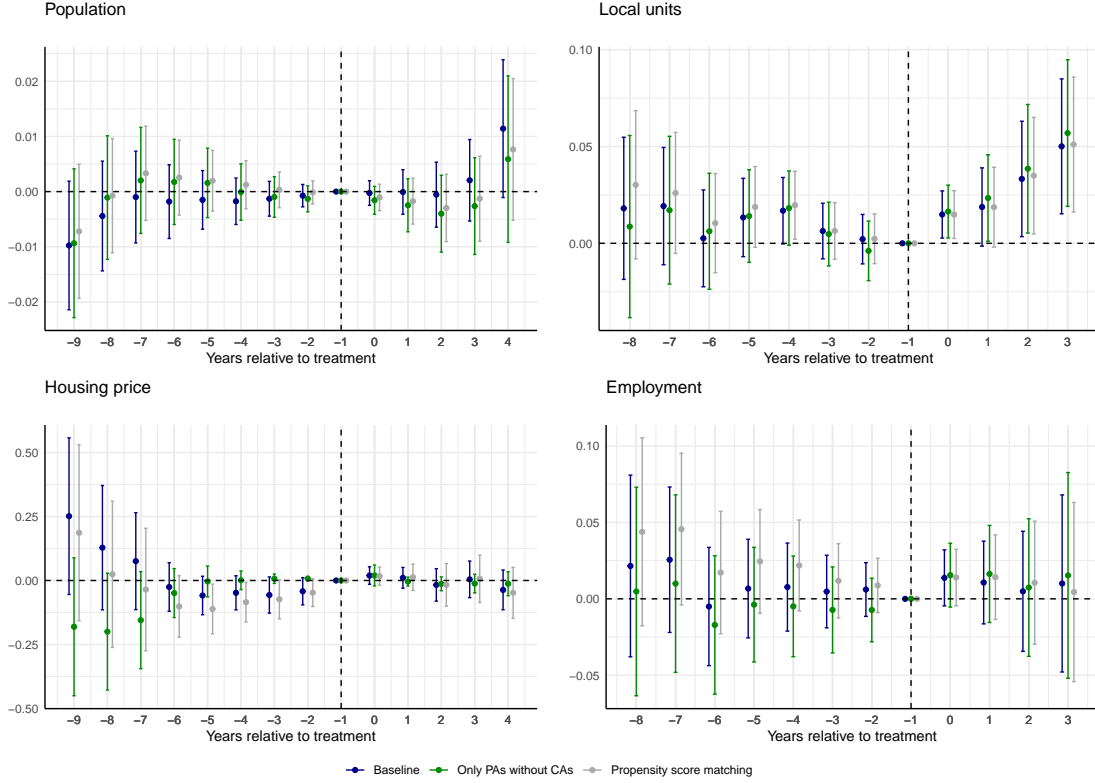 Population
0.02
0.01
0.00
−0.01
−0.02
−9 −8 −7 −6 −5 −4 −3 −2 −1 0 1 2 3 4
Years relative to treatment
Local units
0.10
0.05
0.00
−8 −7 −6 −5 −4 −3 −2 −1 0 1 2 3
Years relative to treatment
Housing price
0.50
0.25
0.00
−0.25
−0.50
−9 −8 −7 −6 −5 −4 −3 −2 −1 0 1 2 3 4
Years relative to treatment
Employment
0.10
0.05
0.00
−0.05
−8 −7 −6 −5 −4 −3 −2 −1 0 1 2 3
Years relative to treatment
Baseline Only PAs without CAs Propensity score matching